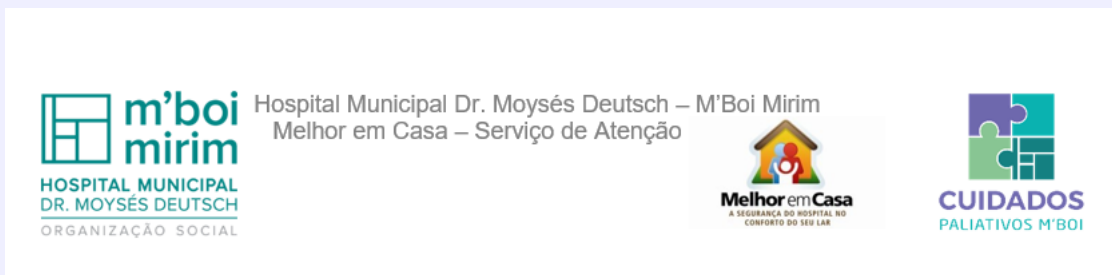 m'boi
mirim
HOSPITAL MUNICIPAL
DR. MOYSÉS DEUTSCH
ORGANIZAÇÃO SOCIAL
Hospital Municipal Dr. Moysés Deutsch – M'Boi Mirim
Melhor em Casa – Serviço de Atenção
Melhor em Casa
A SEGURANÇA DO HOSPITAL NO
CONFORTO DO SEU LAR
CUIDADOS
PALIATIVOS M'BOI